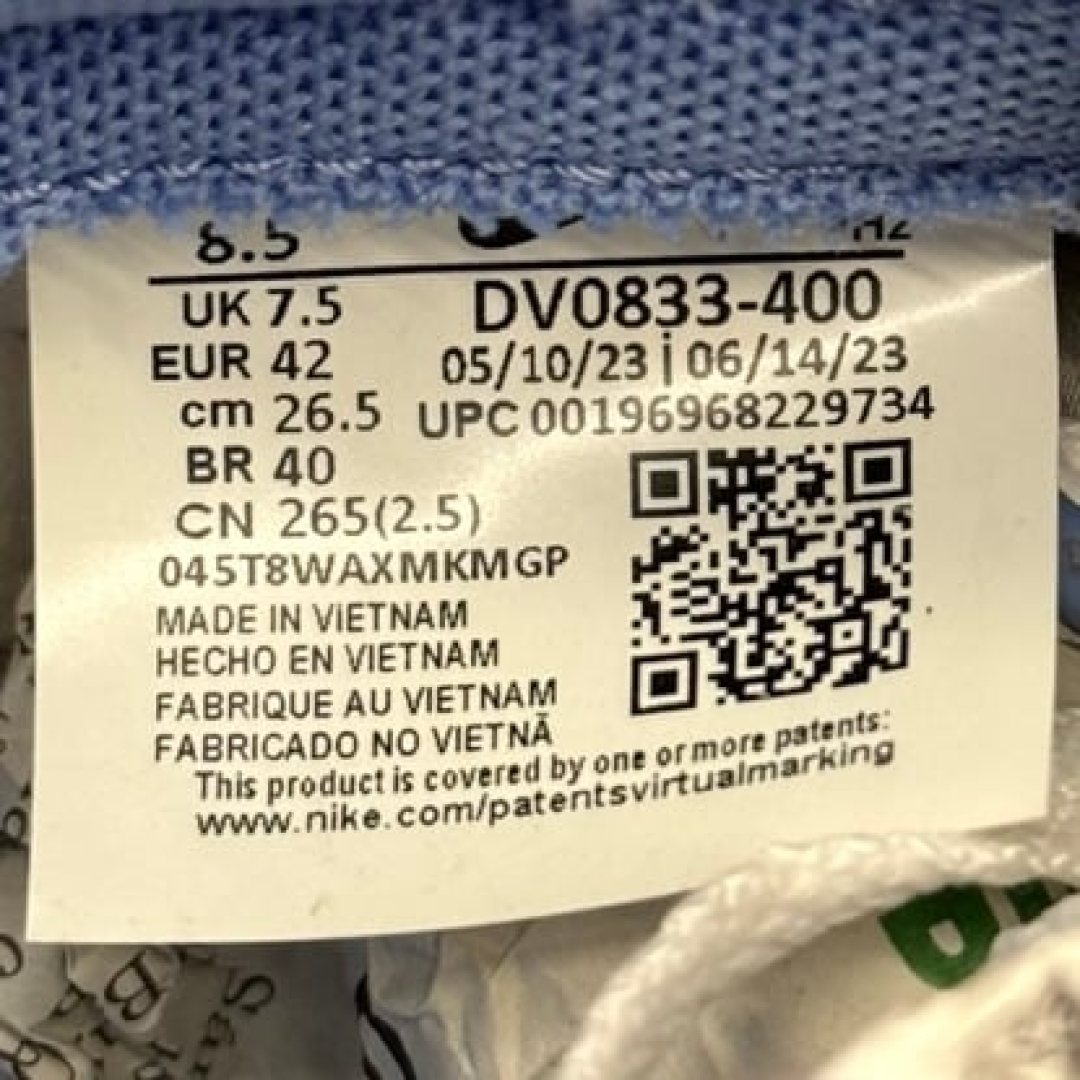 8.5
UK 7.5 DV0833-400
EUR 42 05/10/23 | 06/14/23
cm 26.5 UPC 00196968229734
BR 40
CN 265(2.5)
045T8WAXMKMGP
MADE IN VIETNAM
HECHO EN VIETNAM
FABRIQUE AU VIETNAM
FABRICADO NO VIETNÃ
This product is covered by one or more patents:
www.nike.com/patentsvirtualmarking